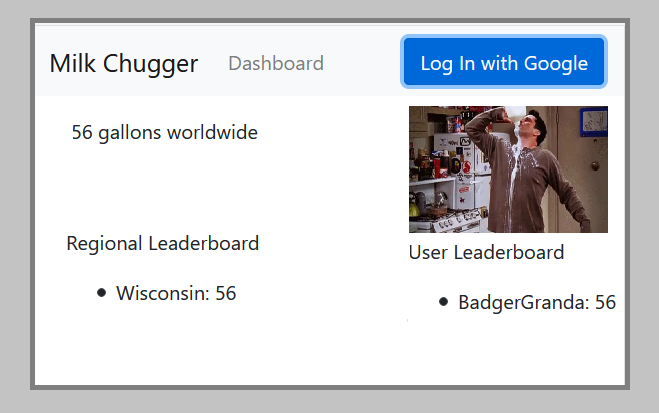 Milk Chugger Dashboard Log In with Google
56 gallons worldwide
Regional Leaderboard
Wisconsin: 56
User Leaderboard
BadgerGranda: 56